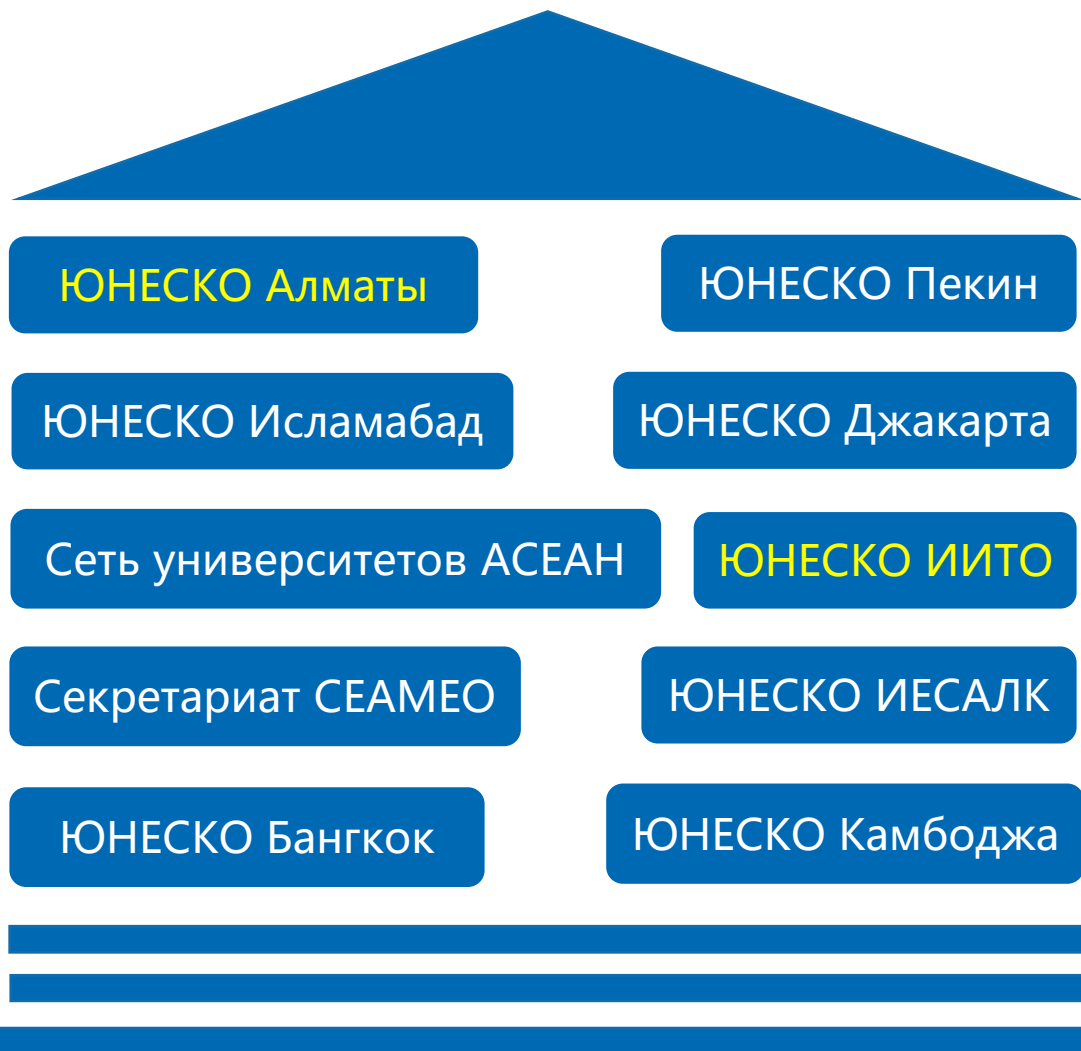 ЮНЕСКО Алматы
ЮНЕСКО Пекин
ЮНЕСКО Исламабад
ЮНЕСКО Джакарта
Сеть университетов АСЕАН
ЮНЕСКО ИИТО
Секретариат СЕАМЕО
ЮНЕСКО ИЕСАЛК
ЮНЕСКО Бангкок
ЮНЕСКО Камбоджа